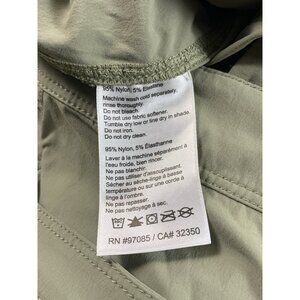 95% Nylon, 5% Elastane
Machine wash cold separately,
rinse thoroughly.
Do not bleach.
Do not use fabric softener.
Tumble dry low or line dry in shade.
Do not iron.
Do not dry clean.
95% Nylon, 5% Élasthanne
Laver à la machine séparément à
l'eau froide, bien rincer.
Ne pas blanchir.
Ne pas utiliser d'assouplissant.
Sécher au sèche-linge à basse
température ou sur une corde
à linge à l'ombre.
Ne pas repasser.
Ne pas nettoyage à sec.
RN #97085 / CA# 32350